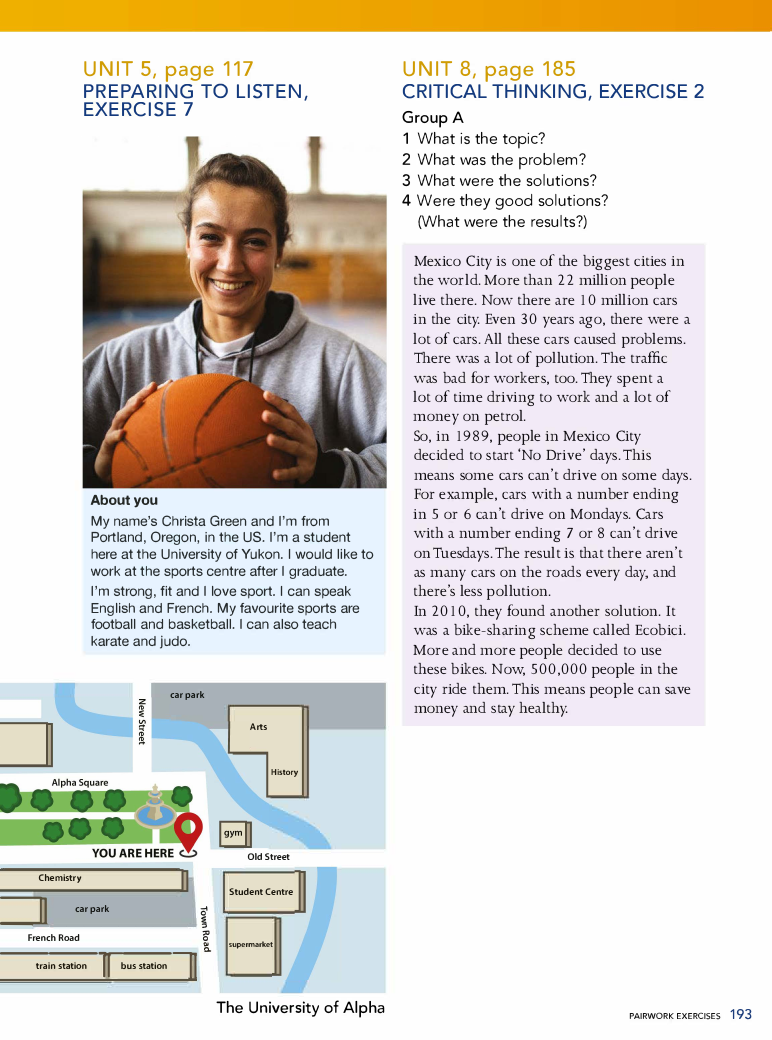 UNIT 5, page 117
PREPARING TO LISTEN,
EXERCISE 7
About you
My name's Christa Green and I'm from
Portland, Oregon, in the US. I'm a student
here at the University of Yukon. I would like to
work at the sports centre after I graduate.
I'm strong, fit and I love sport. I can speak
English and French. My favourite sports are
football and basketball. I can also teach
karate and judo.
car park
New Street
Arts
History
Alpha Square
gym
YOU ARE HERE
Old Street
Chemistry
Student Centre
car park
Town Road
French Road
supermarket
train station
bus station
The University of Alpha
UNIT 8, page 185
CRITICAL THINKING, EXERCISE 2
Group A
1 What is the topic?
2 What was the problem?
3 What were the solutions?
4 Were they good solutions?
(What were the results?)
Mexico City is one of the biggest cities in
the world. More than 22 million people
live there. Now there are 10 million cars
in the city. Even 30 years ago, there were a
lot of cars. All these cars caused problems.
There was a lot of pollution. The traffic
was bad for workers, too. They spent a
lot of time driving to work and a lot of
money on petrol.
So, in 1989, people in Mexico City
decided to start 'No Drive' days. This
means some cars can't drive on some days.
For example, cars with a number ending
in 5 or 6 can't drive on Mondays. Cars
with a number ending 7 or 8 can't drive
on Tuesdays. The result is that there aren't
as many cars on the roads every day, and
there's less pollution.
In 2010, they found another solution. It
was a bike-sharing scheme called Ecobici.
More and more people decided to use
these bikes. Now, 500,000 people in the
city ride them. This means people can save
money and stay healthy.
PAIRWORK EXERCISES 193